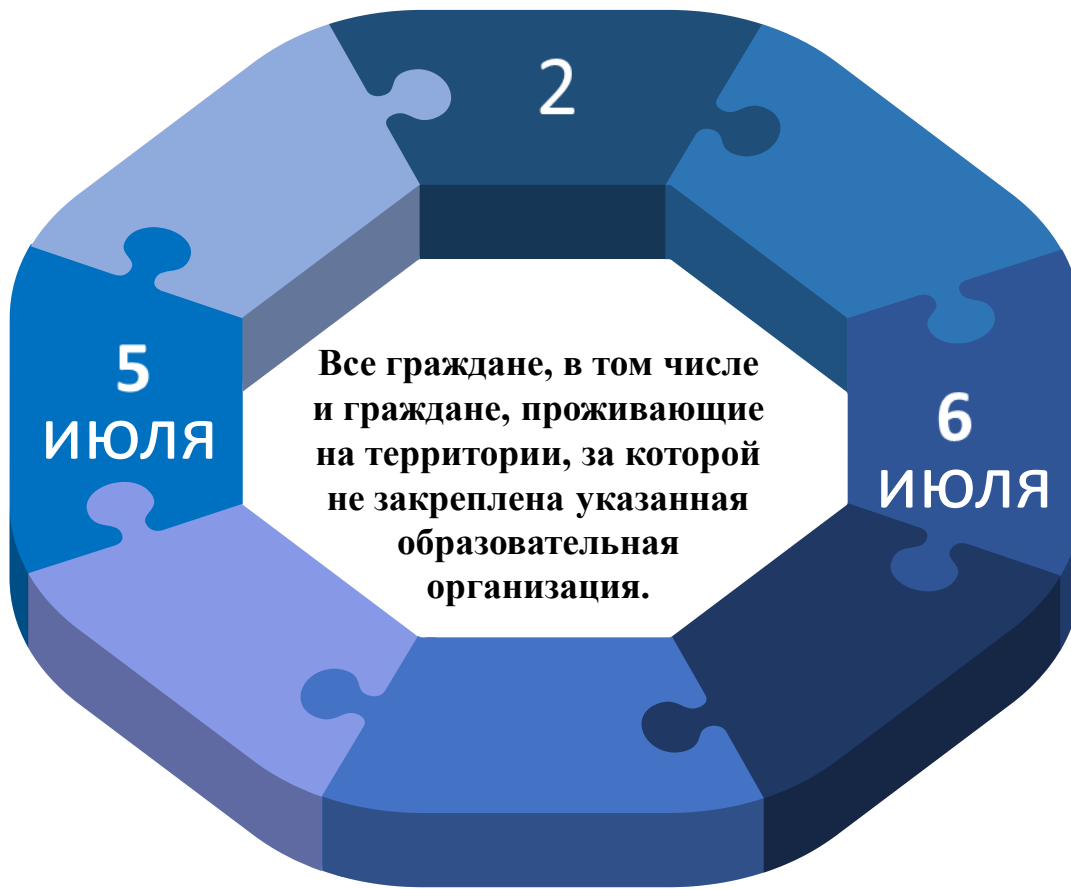 2
5
июля
Все граждане, в том числе
и граждане, проживающие
на территории, за которой
не закреплена указанная
образовательная
организация.
6
июля